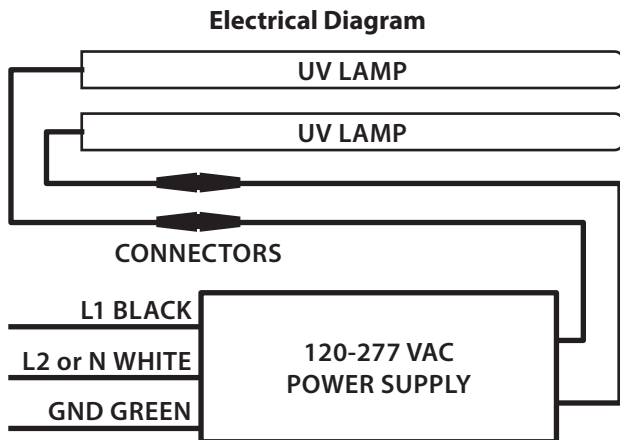 Electrical Diagram
UV LAMP
UV LAMP
CONNECTORS
L1 BLACK
L2 or N WHITE
GND GREEN
120-277 VAC
POWER SUPPLY